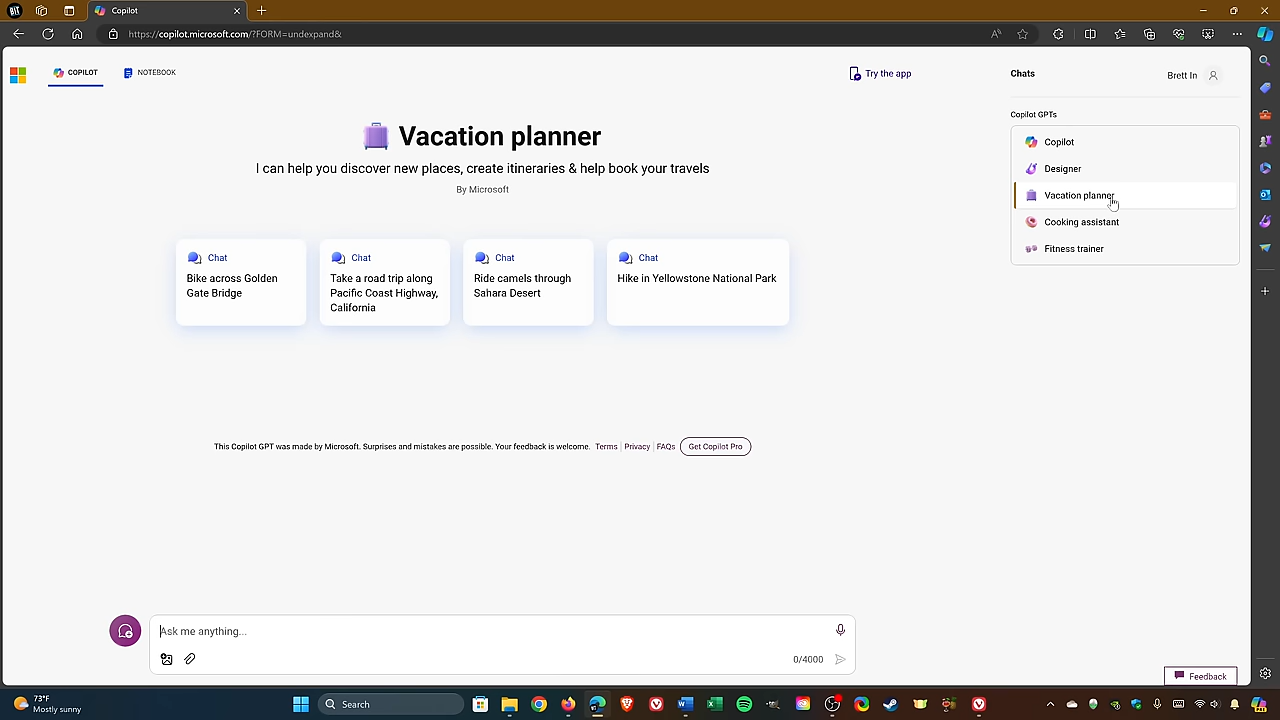 Copilot
https://copilot.microsoft.com/?FORM=undexpand&
COPILOT
NOTEBOOK
Try the app
Chats
Brett In
Vacation planner
I can help you discover new places, create itineraries & help book your travels
By Microsoft
Copilot GPTs
Copilot
Designer
Vacation planner
Cooking assistant
Fitness trainer
Chat
Bike across Golden
Gate Bridge
Chat
Take a road trip along
Pacific Coast Highway,
California
Chat
Ride camels through
Sahara Desert
Chat
Hike in Yellowstone National Park
This Copilot GPT was made by Microsoft. Surprises and mistakes are possible. Your feedback is welcome. Terms Privacy FAQs Get Copilot Pro
Ask me anything...
0/4000
Feedback
73°F
Mostly sunny
Search